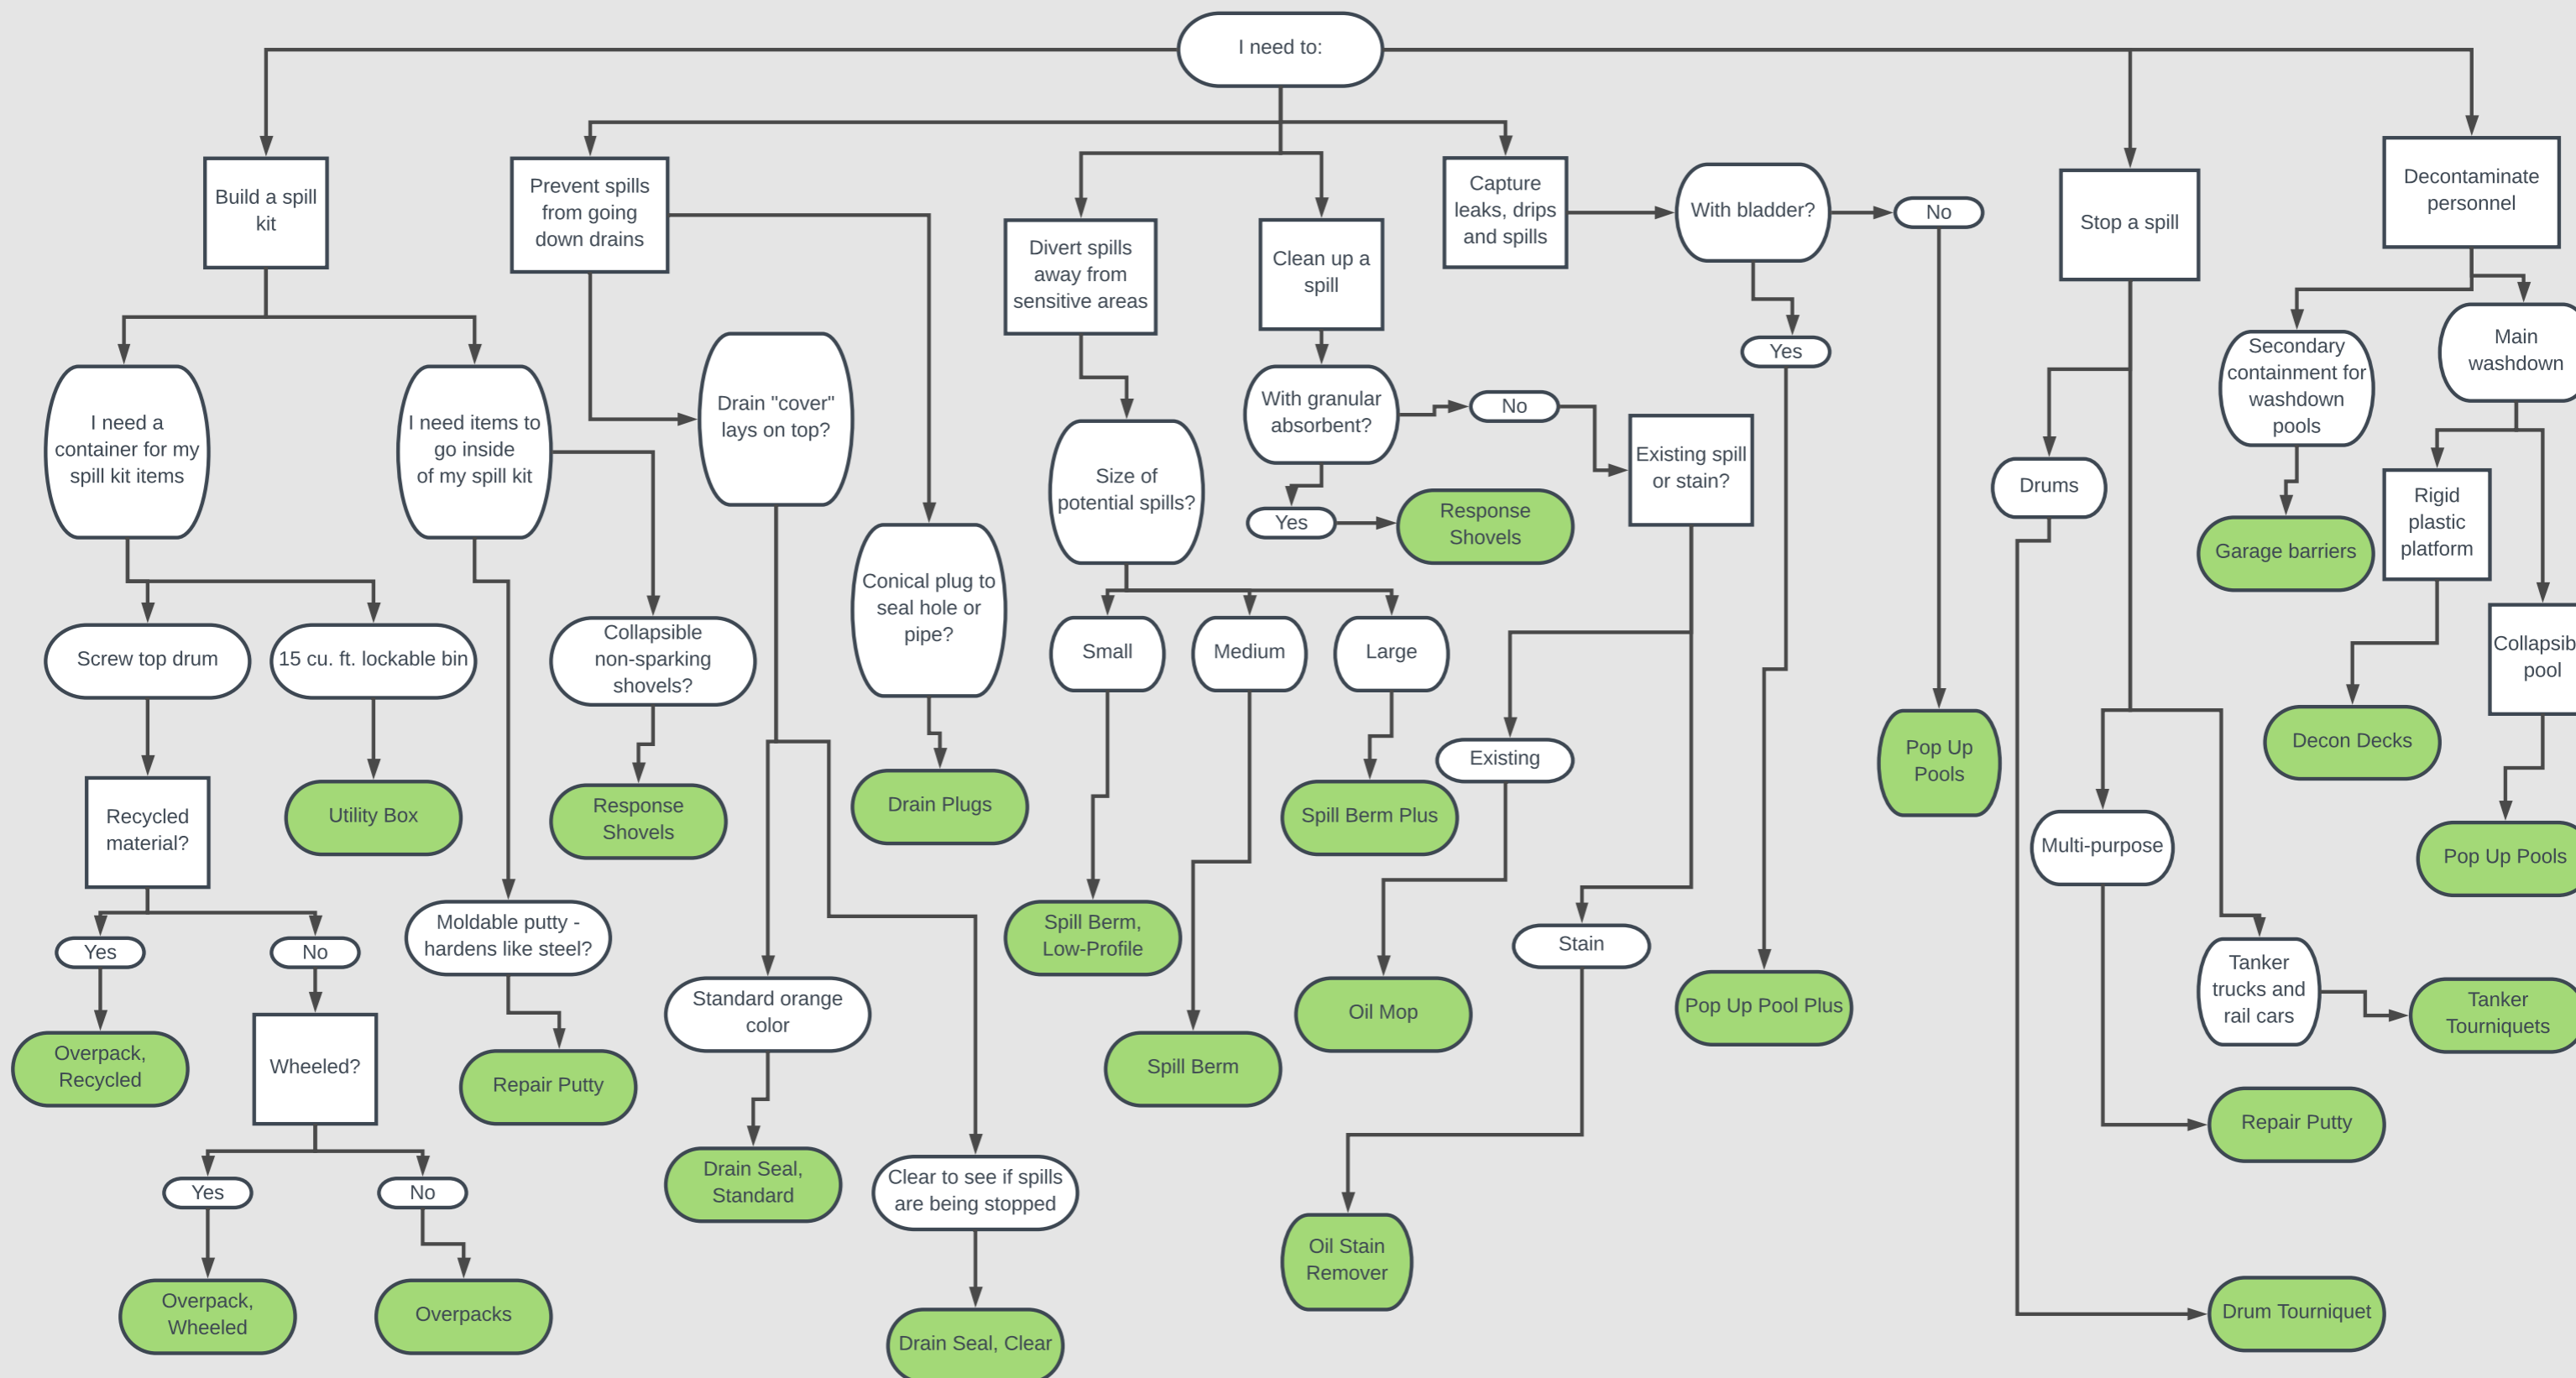 I need to:
Build a spill
kit
Prevent spills
from going
down drains
Divert spills
away from
sensitive areas
Clean up a
spill
Capture
leaks, drips
and spills
With bladder?
No
Yes
Stop a spill
Decontaminate
personnel
Secondary
containment for
washdown
pools
Main
washdown
I need a
container for my
spill kit items
I need items to
go inside
of my spill kit
Drain "cover"
lays on top?
Size of
potential spills?
With granular
absorbent?
No
Existing spill
or stain?
Yes
Response
Shovels
Drums
Garage barriers
Rigid
plastic
platform
Conical plug to
seal hole or
pipe?
Screw top drum
15 cu. ft. lockable bin
Collapsible
non-sparking
shovels?
Small
Medium
Large
Collapsib
pool
Existing
Pop Up
Pools
Decon Decks
Recycled
material?
Utility Box
Response
Shovels
Drain Plugs
Spill Berm Plus
Multi-purpose
Pop Up Pools
Yes
No
Moldable putty -
hardens like steel?
Spill Berm,
Low-Profile
Stain
Standard orange
color
Oil Mop
Pop Up Pool Plus
Tanker
trucks and
rail cars
Tanker
Tourniquets
Overpack,
Recycled
Wheeled?
Repair Putty
Spill Berm
Repair Putty
Yes
No
Drain Seal,
Standard
Clear to see if spills
are being stopped
Oil Stain
Remover
Overpack,
Wheeled
Overpacks
Drain Seal, Clear
Drum Tourniquet